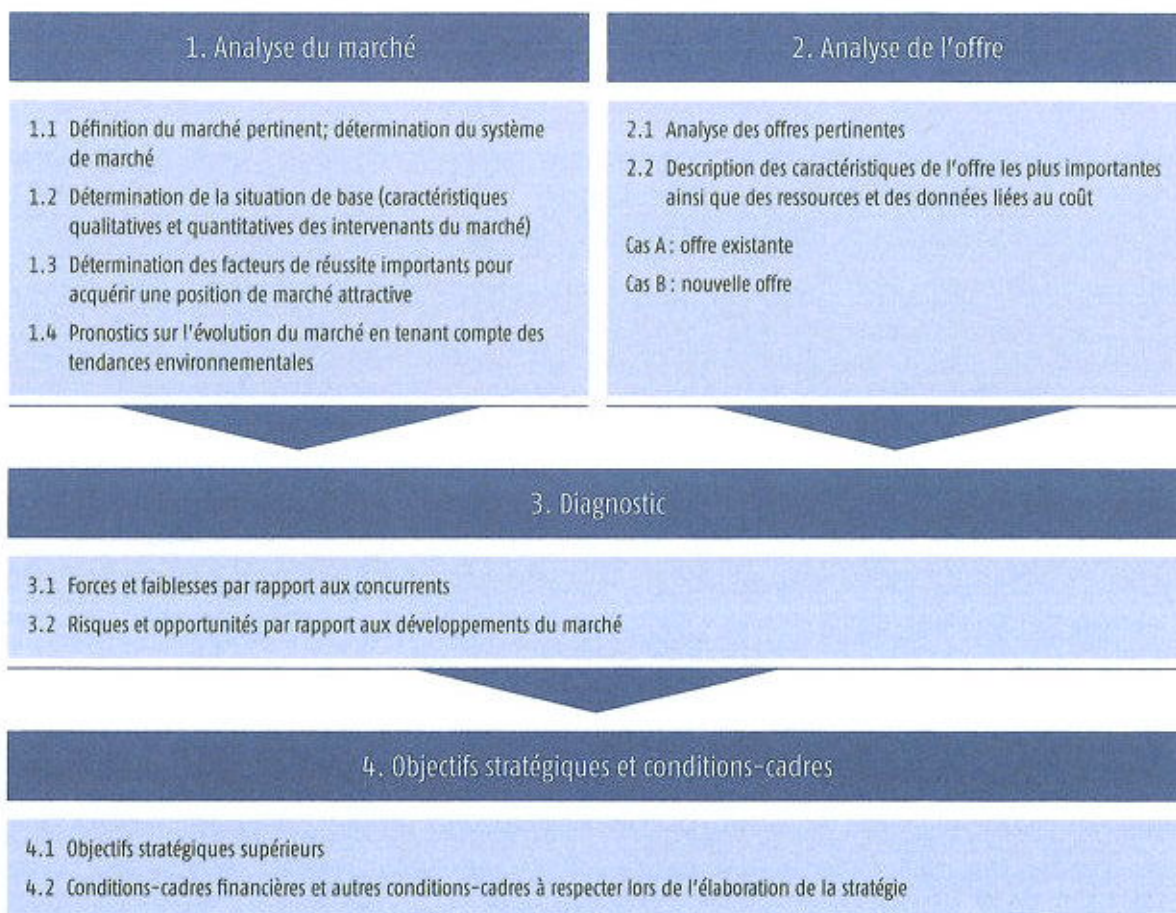 1. Analyse du marché
1.1 Définition du marché pertinent; détermination du système
de marché
1.2 Détermination de la situation de base (caractéristiques
qualitatives et quantitatives des intervenants du marché)
1.3 Détermination des facteurs de réussite importants pour
acquérir une position de marché attractive
1.4 Pronostics sur l'évolution du marché en tenant compte des
tendances environnementales
2. Analyse de l'offre
2.1 Analyse des offres pertinentes
2.2 Description des caractéristiques de l'offre les plus importantes
ainsi que des ressources et des données liées au coût
Cas A : offre existante
Cas B : nouvelle offre
3. Diagnostic
3.1 Forces et faiblesses par rapport aux concurrents
3.2 Risques et opportunités par rapport aux développements du marché
4. Objectifs stratégiques et conditions-cadres
4.1 Objectifs stratégiques supérieurs
4.2 Conditions-cadres financières et autres conditions-cadres à respecter lors de l'élaboration de la stratégie